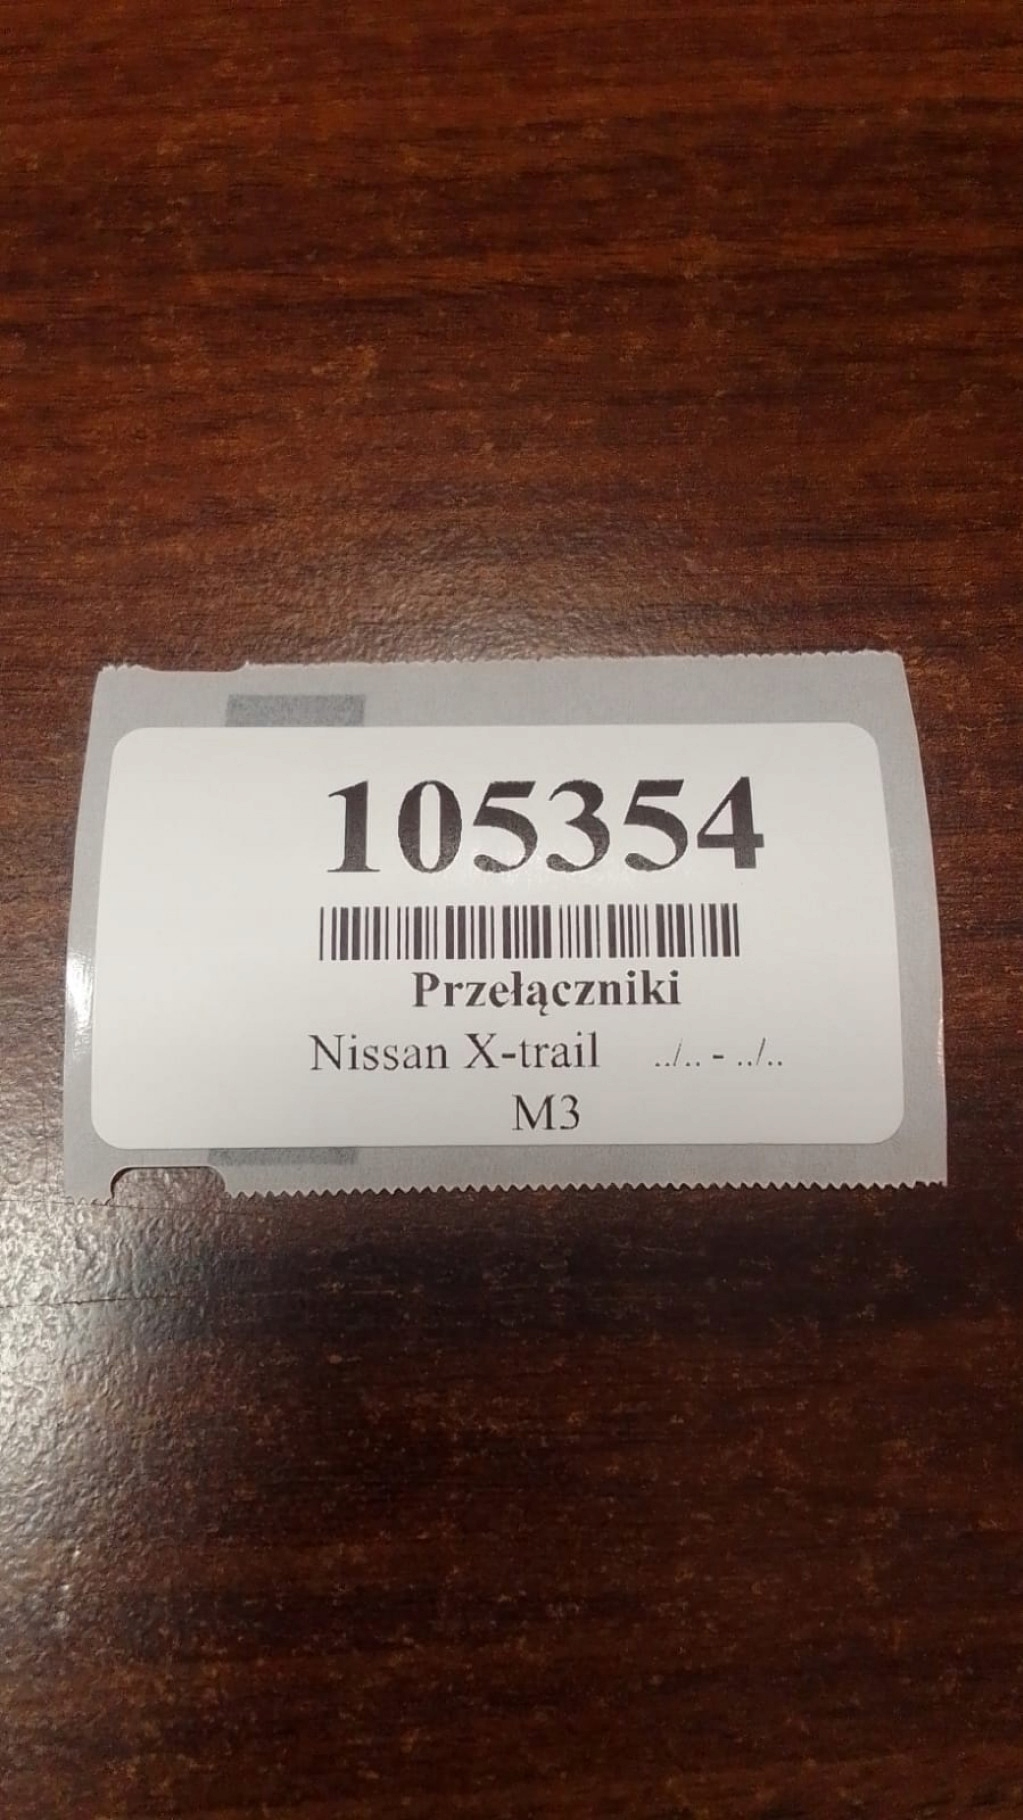 105354
Przełączniki
Nissan X-trail ../.. - ../..
M3